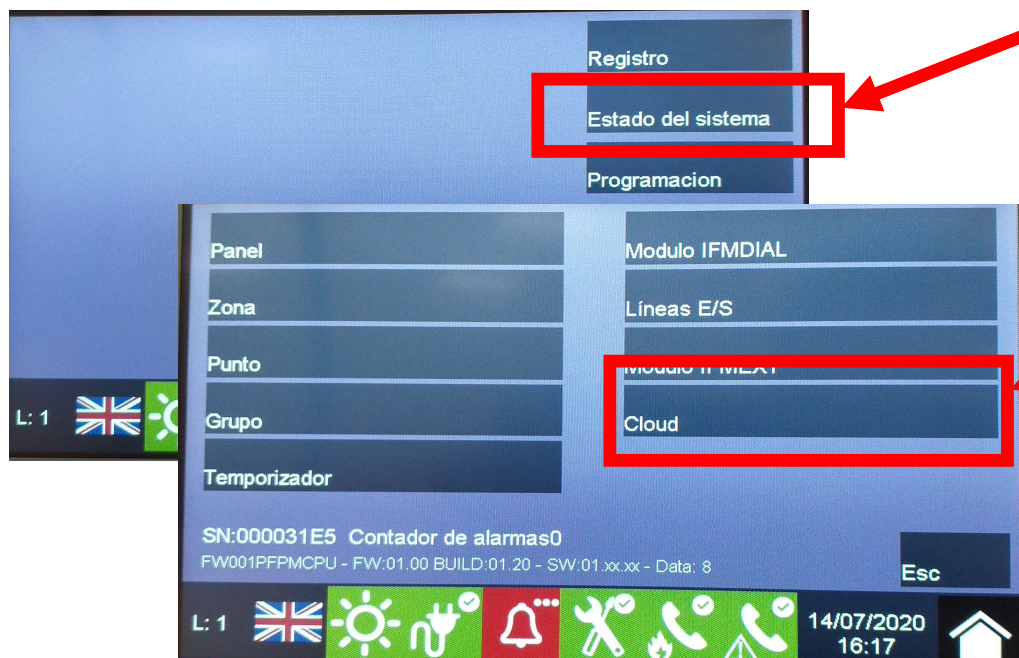 Registro
Estado del sistema
Programacion
L: 1
Panel
Zona
Punto
Grupo
Temporizador
Modulo IFMDIAL
Líneas E/S
Modulo IFMEXT
Cloud
SN:000031E5 Contador de alarmas0
FW001PFPMCPU - FW:01.00 BUILD:01.20 - SW:01.xx.xx - Data: 8
Esc
L: 1
14/07/2020
16:17